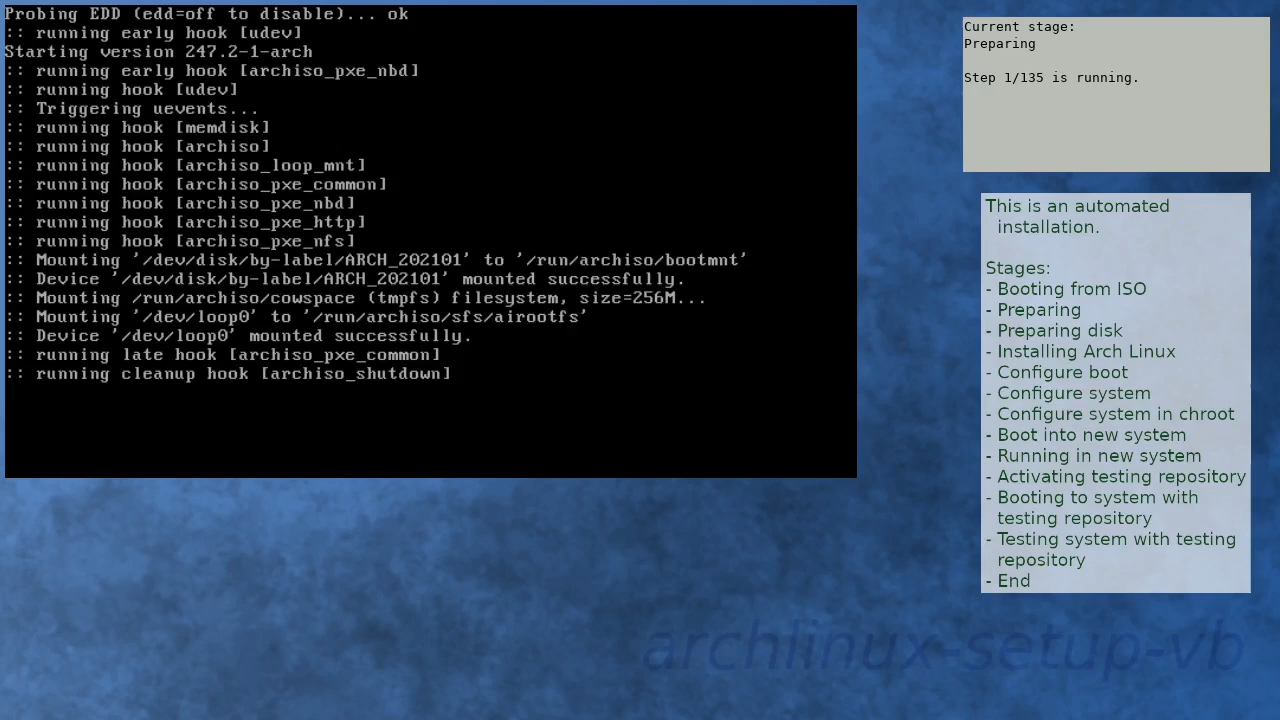 Probing EDD (edd=off to disable)... ok
:: running early hook [udev]
Starting version 247.2-1-arch
:: running early hook [archiso_pxe_nbd]
:: running hook [udev]
:: Triggering uevents...
:: running hook [memdisk]
:: running hook [archiso]
:: running hook [archiso_loop_mnt]
:: running hook [archiso_pxe_common]
:: running hook [archiso_pxe_nbd]
:: running hook [archiso_pxe_http]
:: running hook [archiso_pxe_nfs]
:: Mounting '/dev/disk/by-label/ARCH_202101' to '/run/archiso/bootmnt'
:: Device '/dev/disk/by-label/ARCH_202101' mounted successfully.
:: Mounting /run/archiso/cowspace (tmpfs) filesystem, size=256M...
:: Mounting '/dev/loop0' to '/run/archiso/sfs/airootfs'
:: Device '/dev/loop0' mounted successfully.
:: running late hook [archiso_pxe_common]
:: running cleanup hook [archiso_shutdown]
Current stage:
Preparing
Step 1/135 is running.
This is an automated
installation.
Stages:
- Booting from ISO
- Preparing
- Preparing disk
- Installing Arch Linux
- Configure boot
- Configure system
- Configure system in chroot
- Boot into new system
- Running in new system
- Activating testing repository
- Booting to system with
testing repository
- Testing system with testing
repository
- End
archlinux-setup-vb